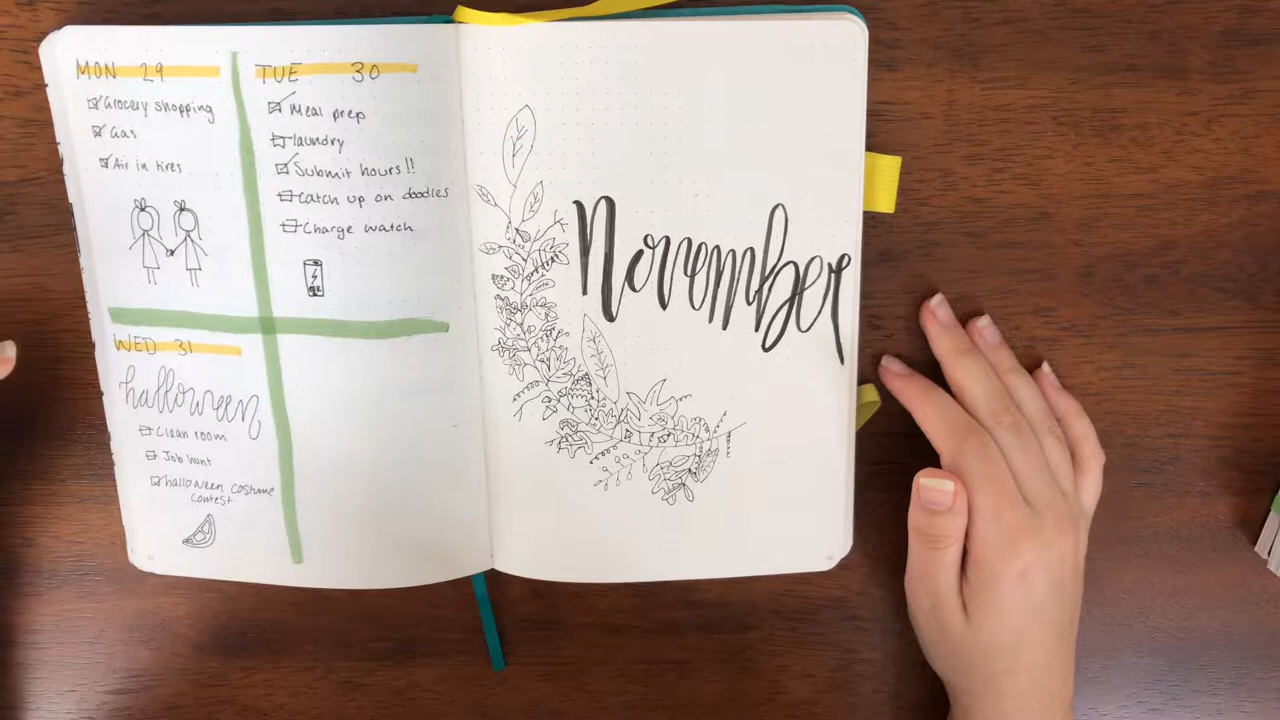 MON 29
Grocery shopping
Gas
Air in tires
TUE 30
Meal prep
laundry
Submit hours!!
Catch up on doodles
Charge watch
WED 31
halloween
Clean room
Job hunt
halloween costume
contest
November